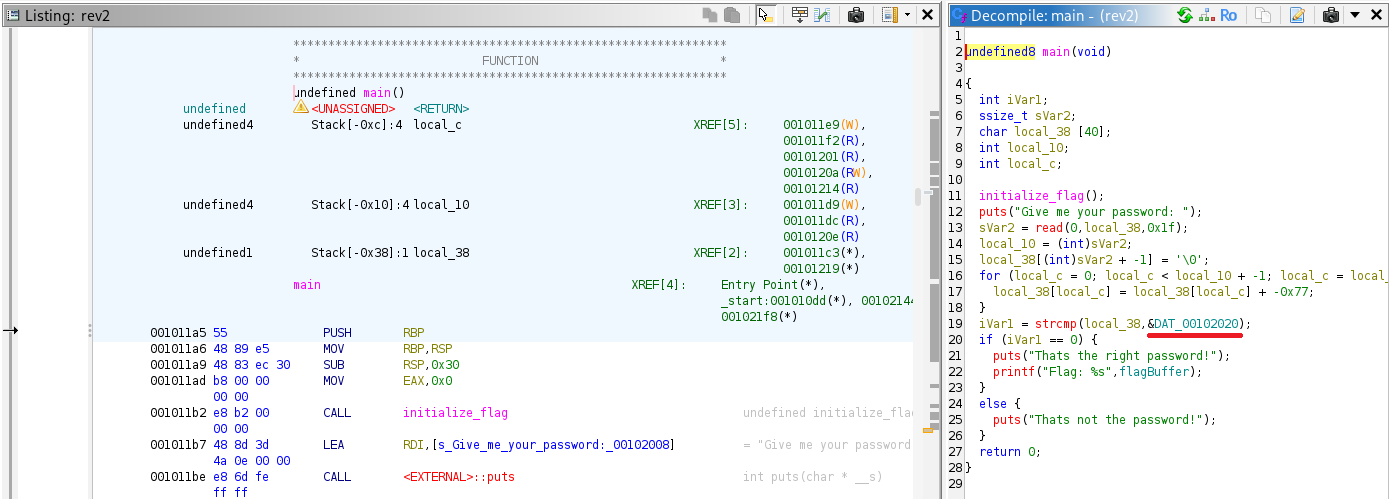 Listing: rev2
**************************************************************
* FUNCTION *
**************************************************************
undefined main()
undefined <UNASSIGNED> <RETURN>
undefined4 Stack[-0xc]:4 local_c XREF[5]: 001011e9(W),
001011f2(R),
00101201(R),
0010120a(RW),
00101214(R)
undefined4 Stack[-0x10]:4 local_10 XREF[3]: 001011d9(W),
001011dc(R),
0010120e(R)
undefined1 Stack[-0x38]:1 local_38 XREF[2]: 001011c3(*),
00101219(*)
main XREF[4]: Entry Point(*),
_start:001010dd(*), 00102144
001021f8(*)
001011a5 55 PUSH RBP
001011a6 48 89 e5 MOV RBP,RSP
001011a9 48 83 ec 30 SUB RSP,0x30
001011ad b8 00 00 MOV EAX,0x0
00 00
001011b2 e8 b2 00 CALL initialize_flag undefined initialize_fla
00 00
001011b7 48 8d 3d LEA RDI,[s_Give_me_your_password:_00102008] = "Give me your password
4a 0e 00 00
001011be e8 6d fe CALL <EXTERNAL>::puts int puts(char * __s)
ff ff
Decompile: main - (rev2)
Ro
1
2 undefined8 main(void)
3
4 {
5 int iVar1;
6 ssize_t sVar2;
7 char local_38 [40];
8 int local_10;
9 int local_c;
10
11 initialize_flag();
12 puts("Give me your password: ");
13 sVar2 = read(0,local_38,0x1f);
14 local_10 = (int)sVar2;
15 local_38[(int)sVar2 + -1] = '\0';
16 for (local_c = 0; local_c < local_10 + -1; local_c = local_
17 local_38[local_c] = local_38[local_c] + -0x77;
18 }
19 iVar1 = strcmp(local_38,&DAT_00102020);
20 if (iVar1 == 0) {
21 puts("Thats the right password!");
22 printf("Flag: %s",flagBuffer);
23 }
24 else {
25 puts("Thats not the password!");
26 }
27 return 0;
28 }
29